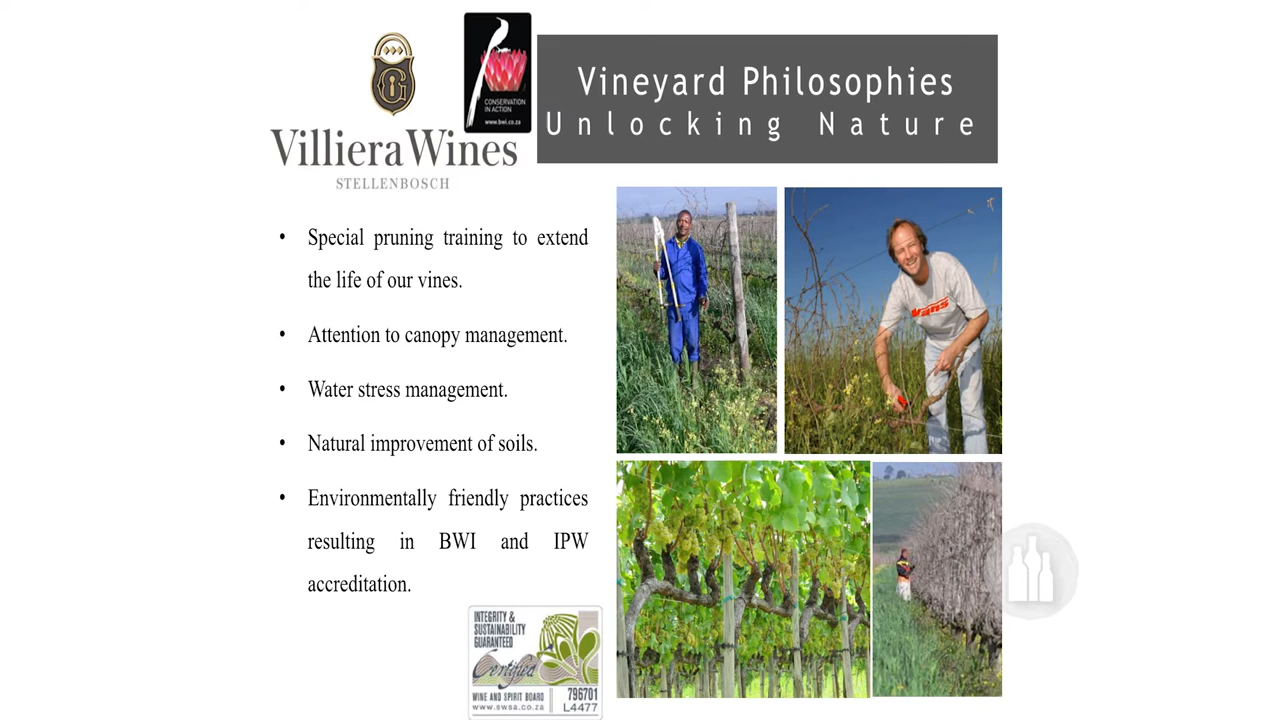 G
CONSERVATION
IN ACTION
www.bwi.co.za
Villiera Wines
STELLENBOSCH
Vineyard Philosophies
Unlocking Nature
• Special pruning training to extend
the life of our vines.
• Attention to canopy management.
• Water stress management.
• Natural improvement of soils.
• Environmentally friendly practices
resulting in BWI and IPW
accreditation.
Vans
INTEGRITY &
SUSTAINABILITY
GUARANTEED
Certified
WINE AND SPIRIT BOARD
www.swsa.co.za
796701
L4477